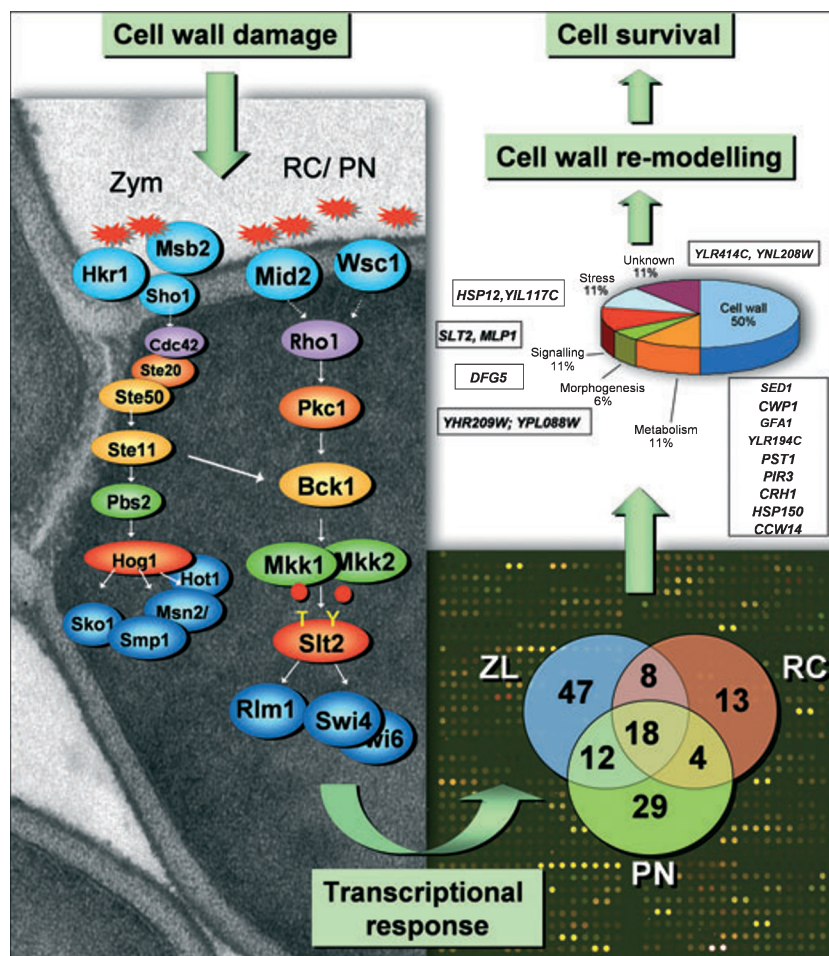 Cell wall damage
Cell survival
Cell wall re-modelling
Zym
RC/ PN
Hkr1
Msb2
Sho1
Cdc42
Ste20
Ste50
Ste11
Pbs2
Hog1
Hot1
Msn2/
Sko1
Smp1
Mid2
Wsc1
Rho1
Pkc1
Bck1
Mkk1
Mkk2
T Y
Slt2
Rlm1
Swi4
wi6
Transcriptional
response
YLR414C, YNL208W
Unknown
11%
Stress
11%
HSP12,YIL117C
Cell wall
50%
SLT2, MLP1
Signalling
11%
DFG5
Morphogenesis
6%
YHR209W; YPL088W
Metabolism
11%
SED1
CWP1
GFA1
YLR194C
PST1
PIR3
CRH1
HSP150
CCW14
ZL
47
8
13
RC
18
12
4
29
PN